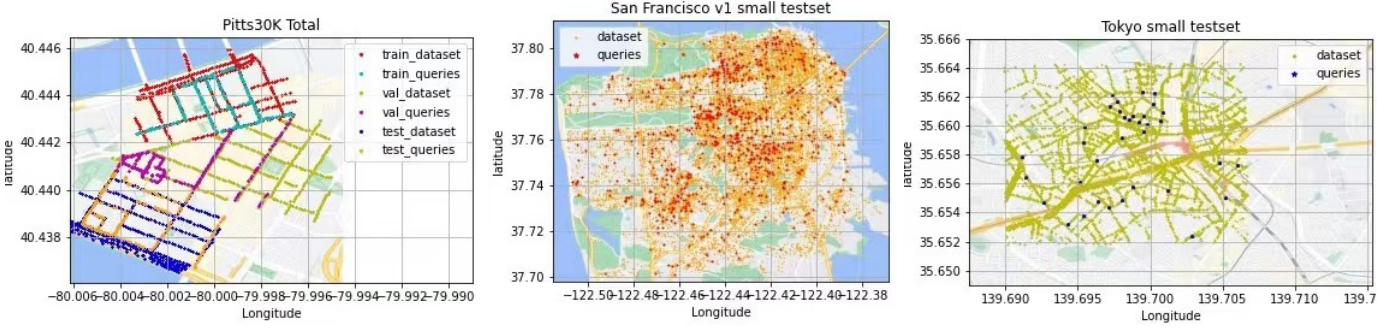 Pitts30K Total
40.446
40.444
40.442
40.440
40.438
latitude
train_dataset
train_queries
val_dataset
val_queries
test_dataset
test_queries
−80.006−80.004−80.002−80.000−79.998−79.996−79.994−79.992−79.990
Longitude
San Francisco v1 small testset
37.80
37.78
37.76
37.74
37.72
37.70
latitude
dataset
queries
−122.50−122.48−122.46−122.44−122.42−122.40−122.38
Longitude
Tokyo small testset
35.666
35.664
35.662
35.660
35.658
35.656
35.654
35.652
35.650
latitude
dataset
queries
139.690 139.695 139.700 139.705 139.710 139.7
Longitude